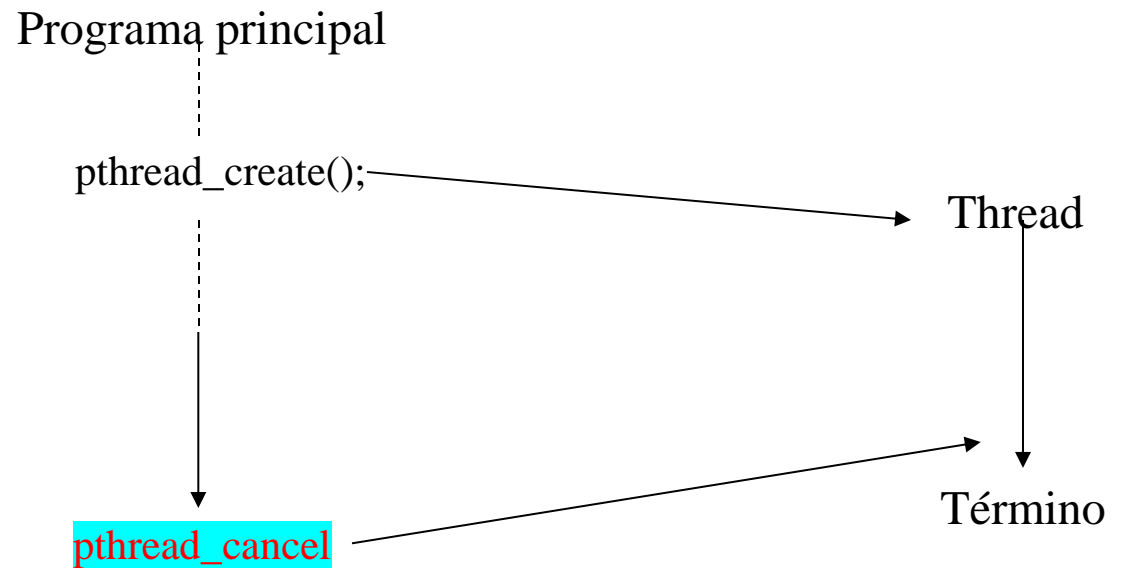 Programa principal
pthread_create();
Thread
Término
pthread_cancel